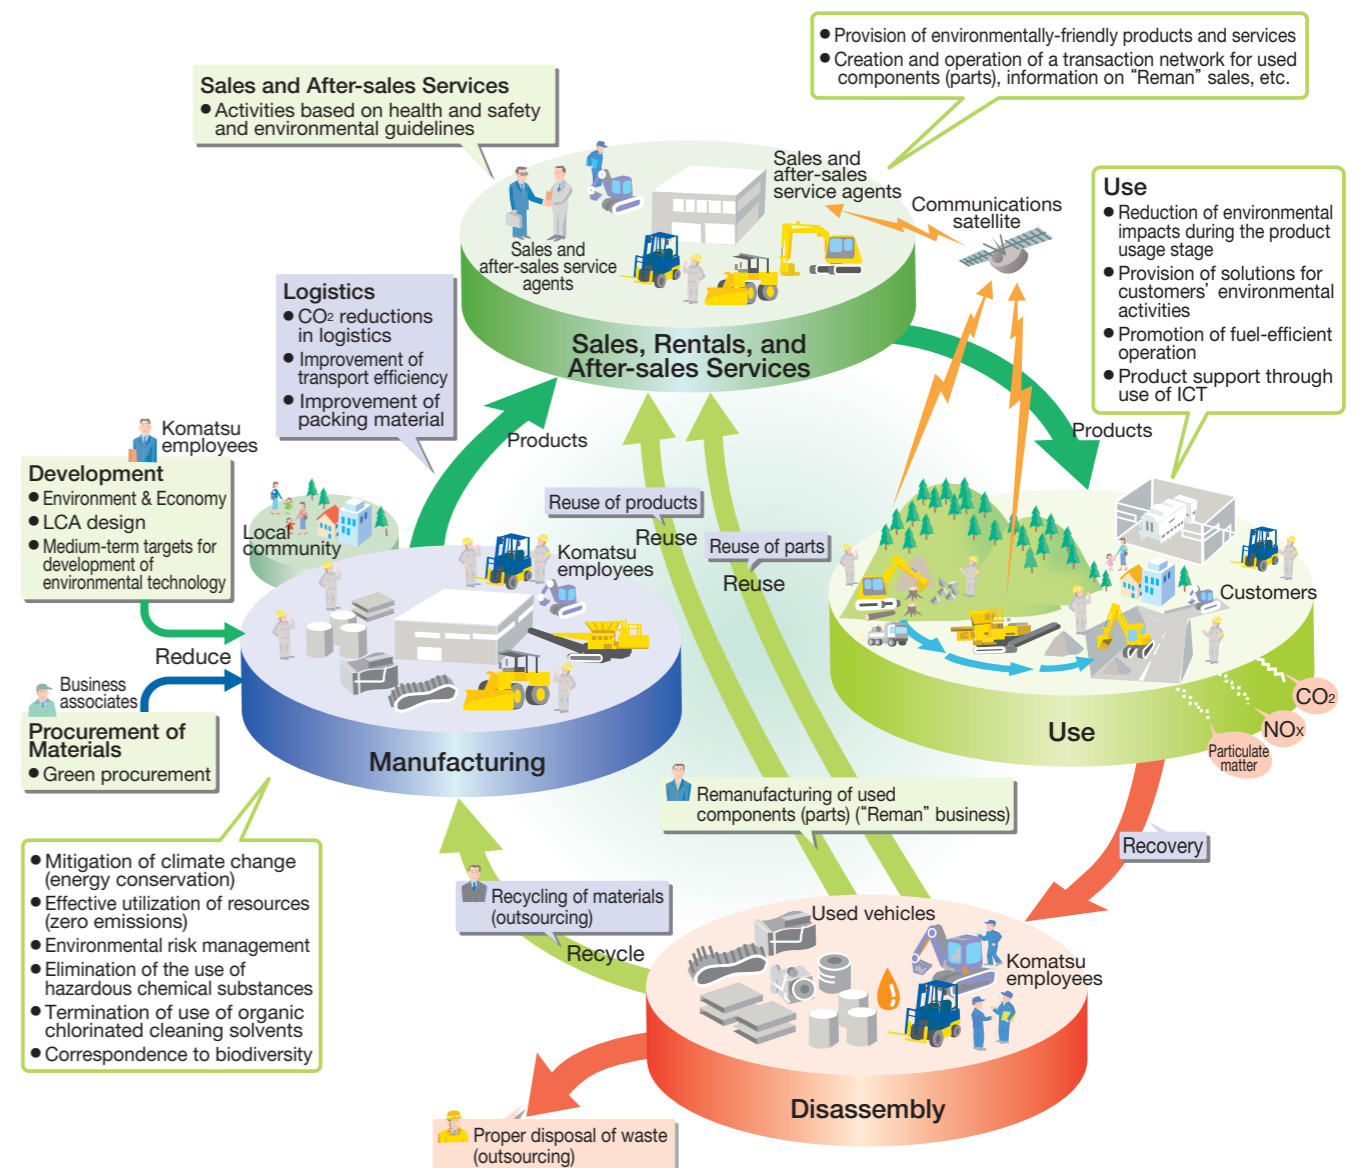 ● Provision of environmentally-friendly products and services
● Creation and operation of a transaction network for used
components (parts), information on “Reman” sales, etc.
Sales and After-sales Services
● Activities based on health and safety
and environmental guidelines
Sales and
after-sales
service agents
Communications
satellite
Sales and
after-sales service
agents
Sales, Rentals, and
After-sales Services
Use
● Reduction of environmental
impacts during the product
usage stage
● Provision of solutions for
customers’ environmental
activities
● Promotion of fuel-efficient
operation
● Product support through
use of ICT
Logistics
● CO2 reductions
in logistics
● Improvement of
transport efficiency
● Improvement of
packing material
Products
Products
Komatsu
employees
Development
● Environment & Economy
● LCA design
● Medium-term targets for
development of
environmental technology
Local
community
Reuse of products
Reuse
Reuse of parts
Reuse
Komatsu
employees
Customers
Reduce
Business
associates
Procurement of
Materials
● Green procurement
Manufacturing
Use
CO2
NOx
Particulate
matter
Remanufacturing of used
components (parts) (“Reman” business)
Recovery
● Mitigation of climate change
(energy conservation)
● Effective utilization of resources
(zero emissions)
● Environmental risk management
● Elimination of the use of
hazardous chemical substances
● Termination of use of organic
chlorinated cleaning solvents
● Correspondence to biodiversity
Recycling of materials
(outsourcing)
Recycle
Used vehicles
Komatsu
employees
Disassembly
Proper disposal of waste
(outsourcing)